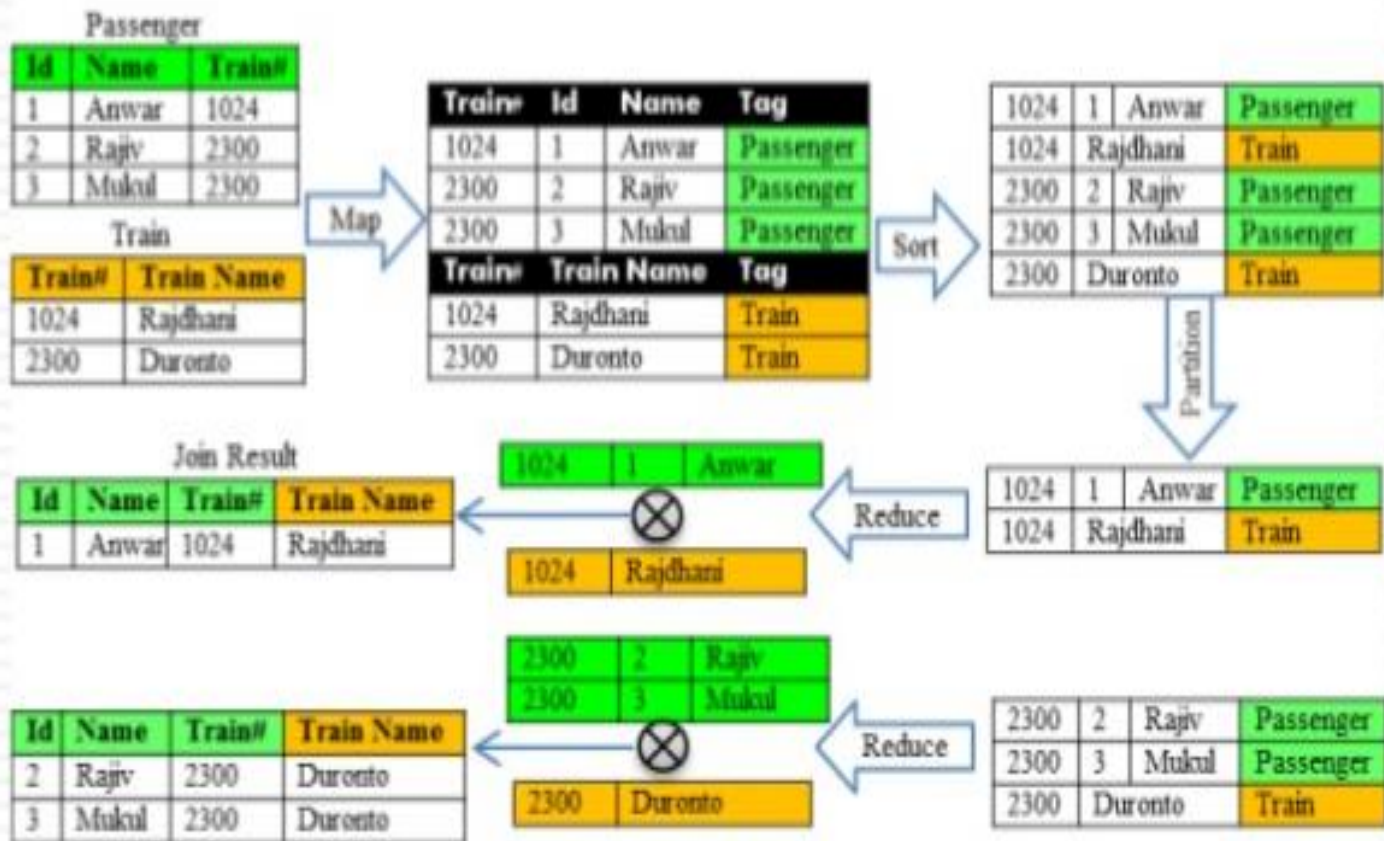 Passenger
Id Name Train#
1 Anwar 1024
2 Rajiv 2300
3 Mukul 2300
Train
Train# Train Name
1024 Rajdhani
2300 Duronto
Map
Train# Id Name Tag
1024 1 Anwar Passenger
2300 2 Rajiv Passenger
2300 3 Mukul Passenger
Train# Train Name Tag
1024 Rajdhani Train
2300 Duronto Train
Sort
1024 1 Anwar Passenger
1024 Rajdhani Train
2300 2 Rajiv Passenger
2300 3 Mukul Passenger
2300 Duronto Train
Partition
1024 1 Anwar Passenger
1024 Rajdhani Train
Reduce
1024 1 Anwar
1024 Rajdhani
Join Result
Id Name Train# Train Name
1 Anwar 1024 Rajdhani
2300 2 Rajiv Passenger
2300 3 Mukul Passenger
2300 Duronto Train
Reduce
2300 2 Rajiv
2300 3 Mukul
2300 Duronto
Id Name Train# Train Name
2 Rajiv 2300 Duronto
3 Mukul 2300 Duronto